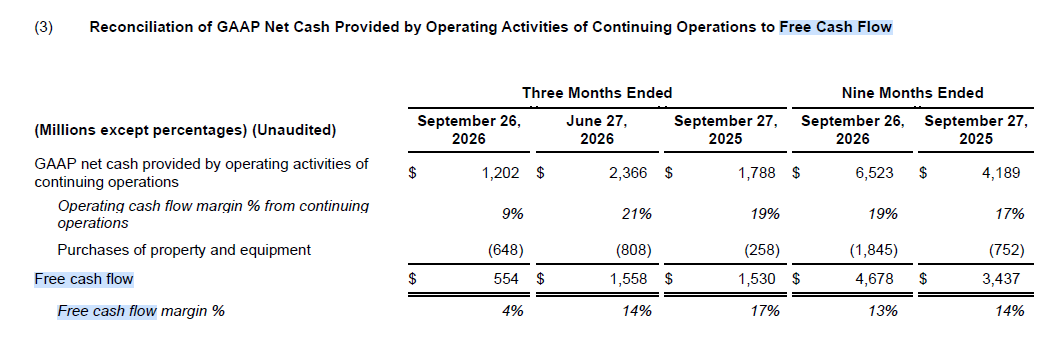 (3) Reconciliation of GAAP Net Cash Provided by Operating Activities of Continuing Operations to Free Cash Flow
Three Months Ended Nine Months Ended
(Millions except percentages) (Unaudited) September 26, 2026 June 27, 2026 September 27, 2025 September 26, 2026 September 27, 2025
GAAP net cash provided by operating activities of
continuing operations $ 1,202 $ 2,366 $ 1,788 $ 6,523 $ 4,189
Operating cash flow margin % from continuing
operations 9% 21% 19% 19% 17%
Purchases of property and equipment (648) (808) (258) (1,845) (752)
Free cash flow $ 554 $ 1,558 $ 1,530 $ 4,678 $ 3,437
Free cash flow margin % 4% 14% 17% 13% 14%